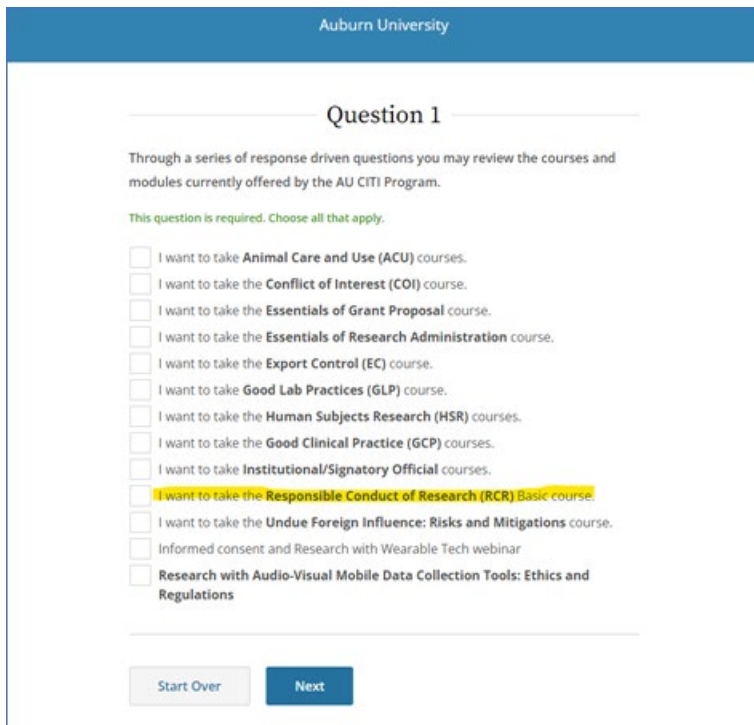 Auburn University
Question 1
Through a series of response driven questions you may review the courses and
modules currently offered by the AU CITI Program.
This question is required. Choose all that apply.
I want to take Animal Care and Use (ACU) courses.
I want to take the Conflict of Interest (COI) course.
I want to take the Essentials of Grant Proposal course.
I want to take the Essentials of Research Administration course.
I want to take the Export Control (EC) course.
I want to take Good Lab Practices (GLP) course.
I want to take the Human Subjects Research (HSR) courses.
I want to take the Good Clinical Practice (GCP) courses.
I want to take Institutional/Signatory Official courses.
I want to take the Responsible Conduct of Research (RCR) Basic course.
I want to take the Undue Foreign Influence: Risks and Mitigations course.
Informed consent and Research with Wearable Tech webinar
Research with Audio-Visual Mobile Data Collection Tools: Ethics and
Regulations
Start Over
Next